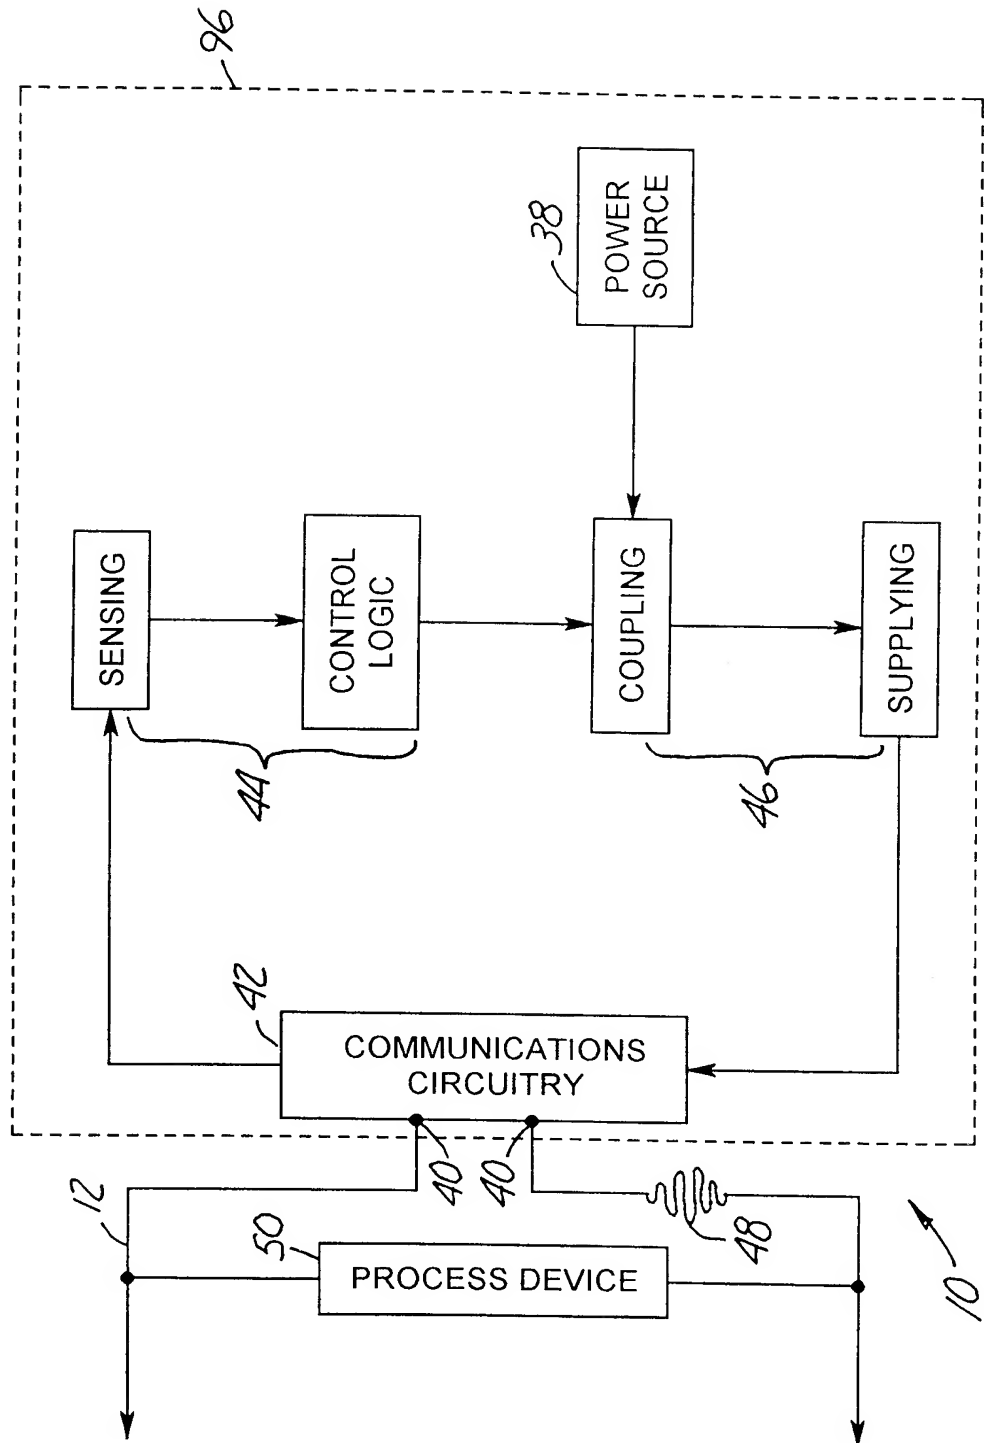 96
SENSING
CONTROL
LOGIC
44
38
POWER
SOURCE
COUPLING
46
SUPPLYING
42
COMMUNICATIONS
CIRCUITRY
40
40
12
50
PROCESS DEVICE
48
10